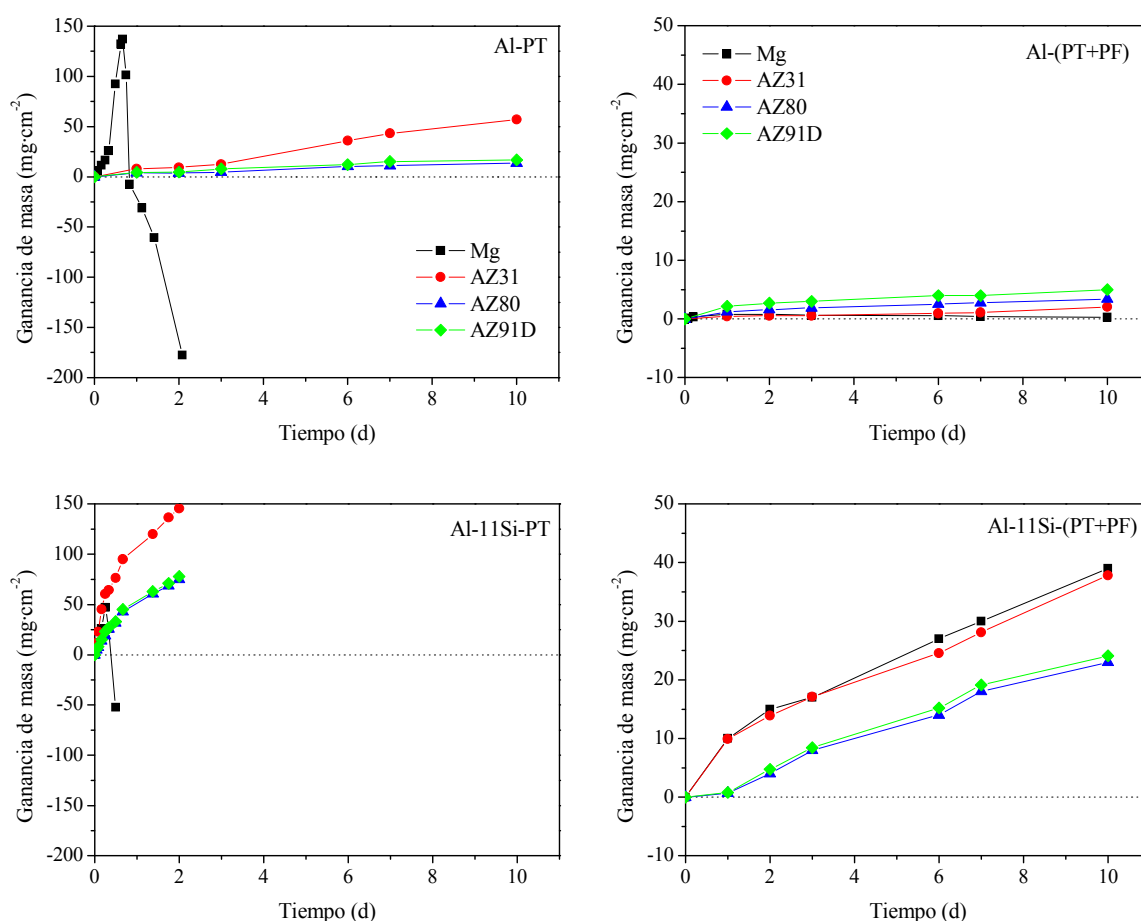 150
100
50
0
-50
-100
-150
-200
Ganancia de masa (mg·cm⁻²)
Al-PT
Mg
AZ31
AZ80
AZ91D
0 2 4 6 8 10
Tiempo (d)
50
40
30
20
10
0
-10
Ganancia de masa (mg·cm⁻²)
Al-(PT+PF)
Mg
AZ31
AZ80
AZ91D
0 2 4 6 8 10
Tiempo (d)
150
100
50
0
-50
-100
-150
-200
Ganancia de masa (mg·cm⁻²)
Al-11Si-PT
0 2 4 6 8 10
Tiempo (d)
50
40
30
20
10
0
-10
Ganancia de masa (mg·cm⁻²)
Al-11Si-(PT+PF)
0 2 4 6 8 10
Tiempo (d)